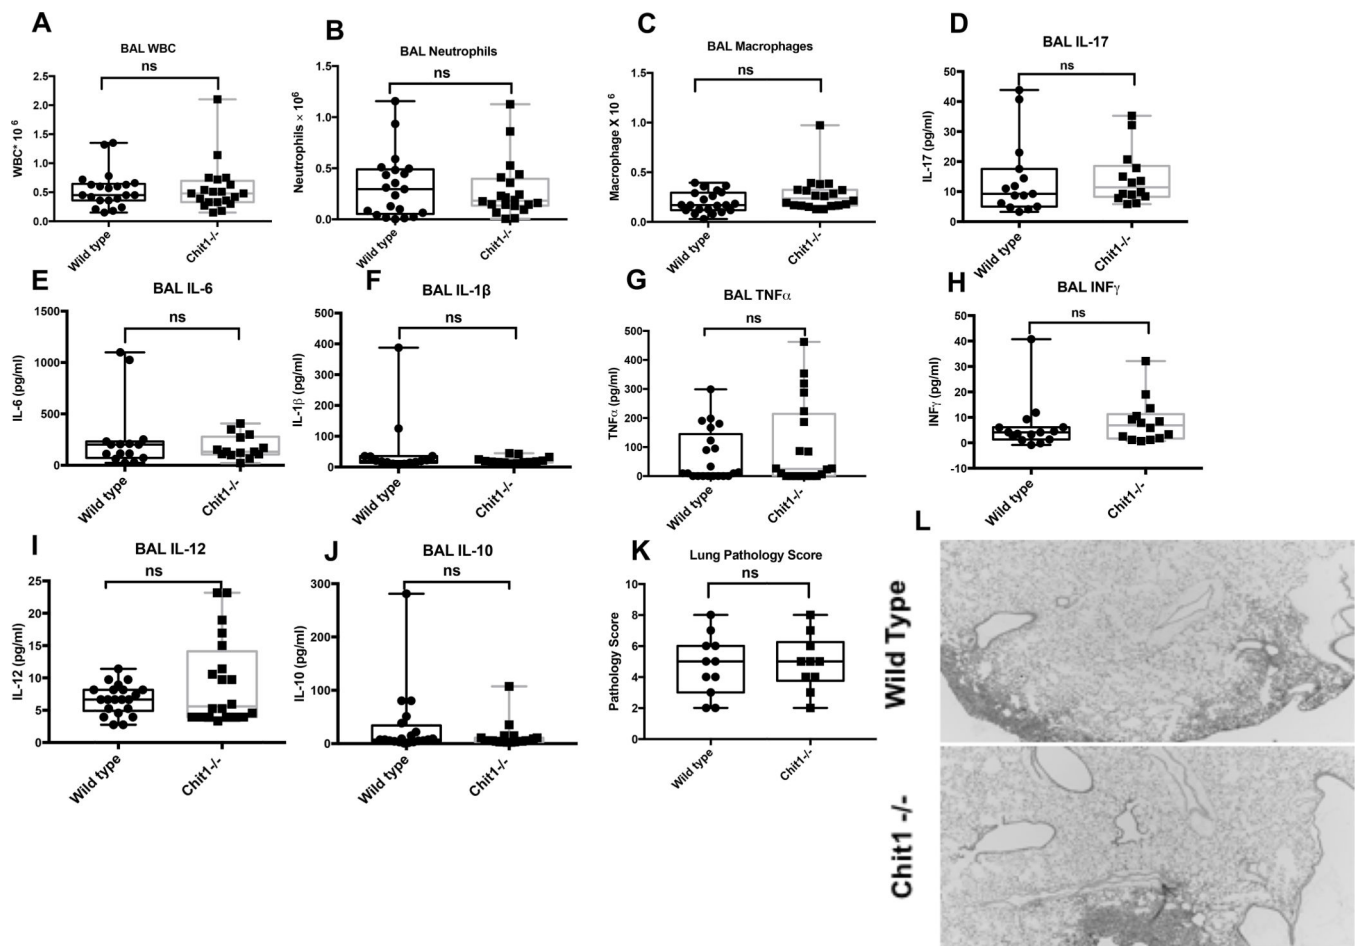 A
BAL WBC
ns
WBC* 10 6
2.5
2.0
1.5
1.0
0.5
0.0
Wild type
Chit1-/-
B
BAL Neutrophils
ns
Neutrophils × 10⁶
1.5
1.0
0.5
0.0
Wild type
Chit1-/-
C
BAL Macrophages
ns
Macrophage X 10 6
1.5
1.0
0.5
0.0
Wild type
Chit1-/-
D
BAL IL-17
ns
IL-17 (pg/ml)
50
40
30
20
10
0
Wild type
Chit1-/-
E
BAL IL-6
ns
IL-6 (pg/ml)
1500
1000
500
0
Wild type
Chit1-/-
F
BAL IL-1β
ns
IL-1β (pg/ml)
500
400
300
200
100
0
Wild type
Chit1-/-
G
BAL TNFα
ns
TNFα (pg/ml)
500
400
300
200
100
0
Wild type
Chit1-/-
H
BAL INFγ
ns
INFγ (pg/ml)
50
40
30
20
10
0
-10
Wild type
Chit1-/-
I
BAL IL-12
ns
IL-12 (pg/ml)
25
20
15
10
5
0
Wild type
Chit1-/-
J
BAL IL-10
ns
IL-10 (pg/ml)
300
200
100
0
Wild type
Chit1-/-
K
Lung Pathology Score
ns
Pathology Score
10
8
6
4
2
0
Wild type
Chit1-/-
L
Wild Type
Chit1 -/-